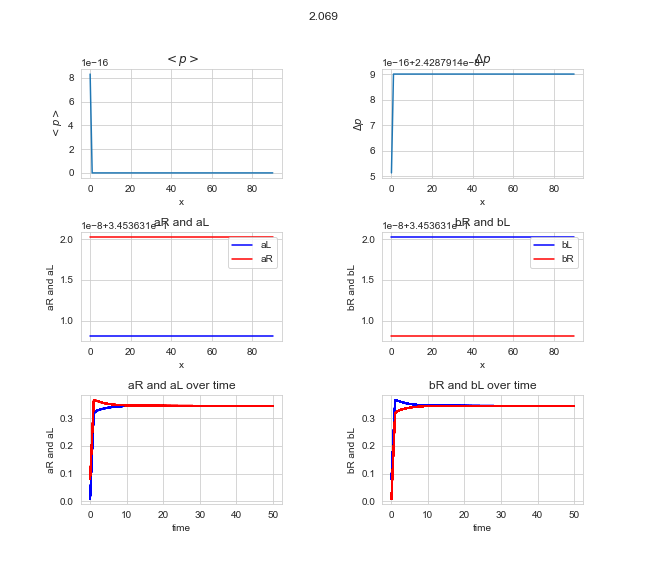 2.069
1e−16
< p >
8
6
4
2
0
< p >
0 20 40 60 80
x
1e−16+2.4287914e−8
Δp
9
8
7
6
5
Δp
0 20 40 60 80
x
1e−8+3.453631e−1
aR and aL
2.0
1.5
1.0
aR and aL
aL
aR
0 20 40 60 80
x
1e−8+3.453631e−1
bR and bL
2.0
1.5
1.0
bR and bL
bL
bR
0 20 40 60 80
x
aR and aL over time
0.3
0.2
0.1
0.0
aR and aL
0 10 20 30 40 50
time
bR and bL over time
0.3
0.2
0.1
0.0
bR and bL
0 10 20 30 40 50
time